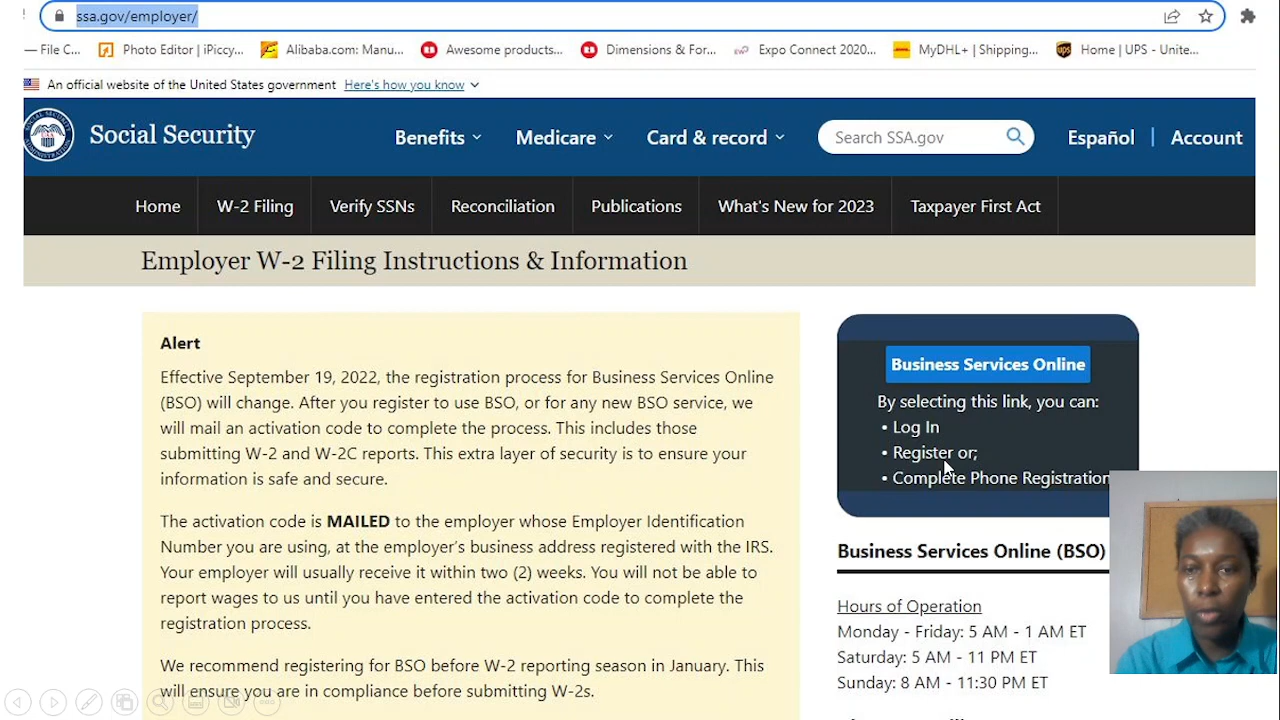 ssa.gov/employer/
— File C...
Photo Editor | iPiccy...
Alibaba.com: Manu...
Awesome products...
Dimensions & For...
Expo Connect 2020...
MyDHL+ | Shipping...
Home | UPS - Unite...
An official website of the United States government Here's how you know
Social Security
Benefits
Medicare
Card & record
Search SSA.gov
Español
Account
Home
W-2 Filing
Verify SSNs
Reconciliation
Publications
What's New for 2023
Taxpayer First Act
Employer W-2 Filing Instructions & Information
Alert
Effective September 19, 2022, the registration process for Business Services Online
(BSO) will change. After you register to use BSO, or for any new BSO service, we
will mail an activation code to complete the process. This includes those
submitting W-2 and W-2C reports. This extra layer of security is to ensure your
information is safe and secure.
The activation code is MAILED to the employer whose Employer Identification
Number you are using, at the employer's business address registered with the IRS.
Your employer will usually receive it within two (2) weeks. You will not be able to
report wages to us until you have entered the activation code to complete the
registration process.
We recommend registering for BSO before W-2 reporting season in January. This
will ensure you are in compliance before submitting W-2s.
Business Services Online
By selecting this link, you can:
• Log In
• Register or;
• Complete Phone Registration
Business Services Online (BSO)
Hours of Operation
Monday - Friday: 5 AM - 1 AM ET
Saturday: 5 AM - 11 PM ET
Sunday: 8 AM - 11:30 PM ET